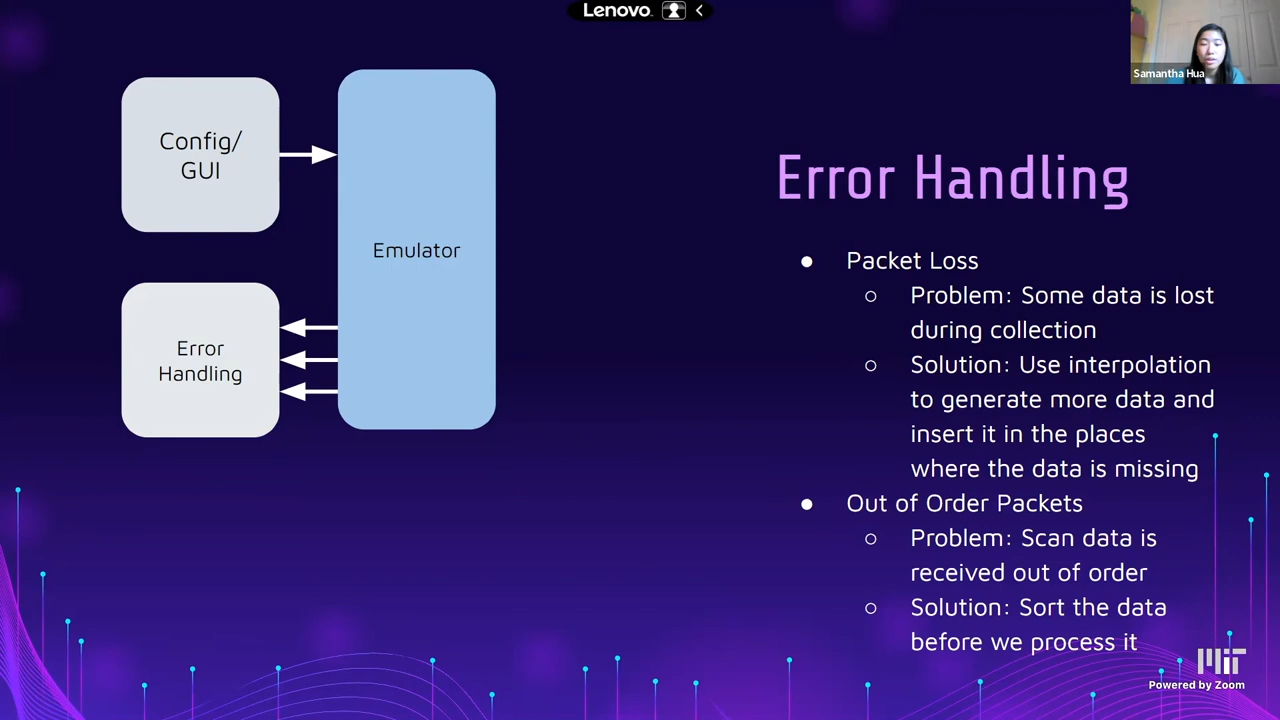 Lenovo
Samantha Hua
Config/
GUI
Emulator
Error
Handling
Error Handling
● Packet Loss
○ Problem: Some data is lost
during collection
○ Solution: Use interpolation
to generate more data and
insert it in the places
where the data is missing
● Out of Order Packets
○ Problem: Scan data is
received out of order
○ Solution: Sort the data
before we process it
MIT
Powered by Zoom